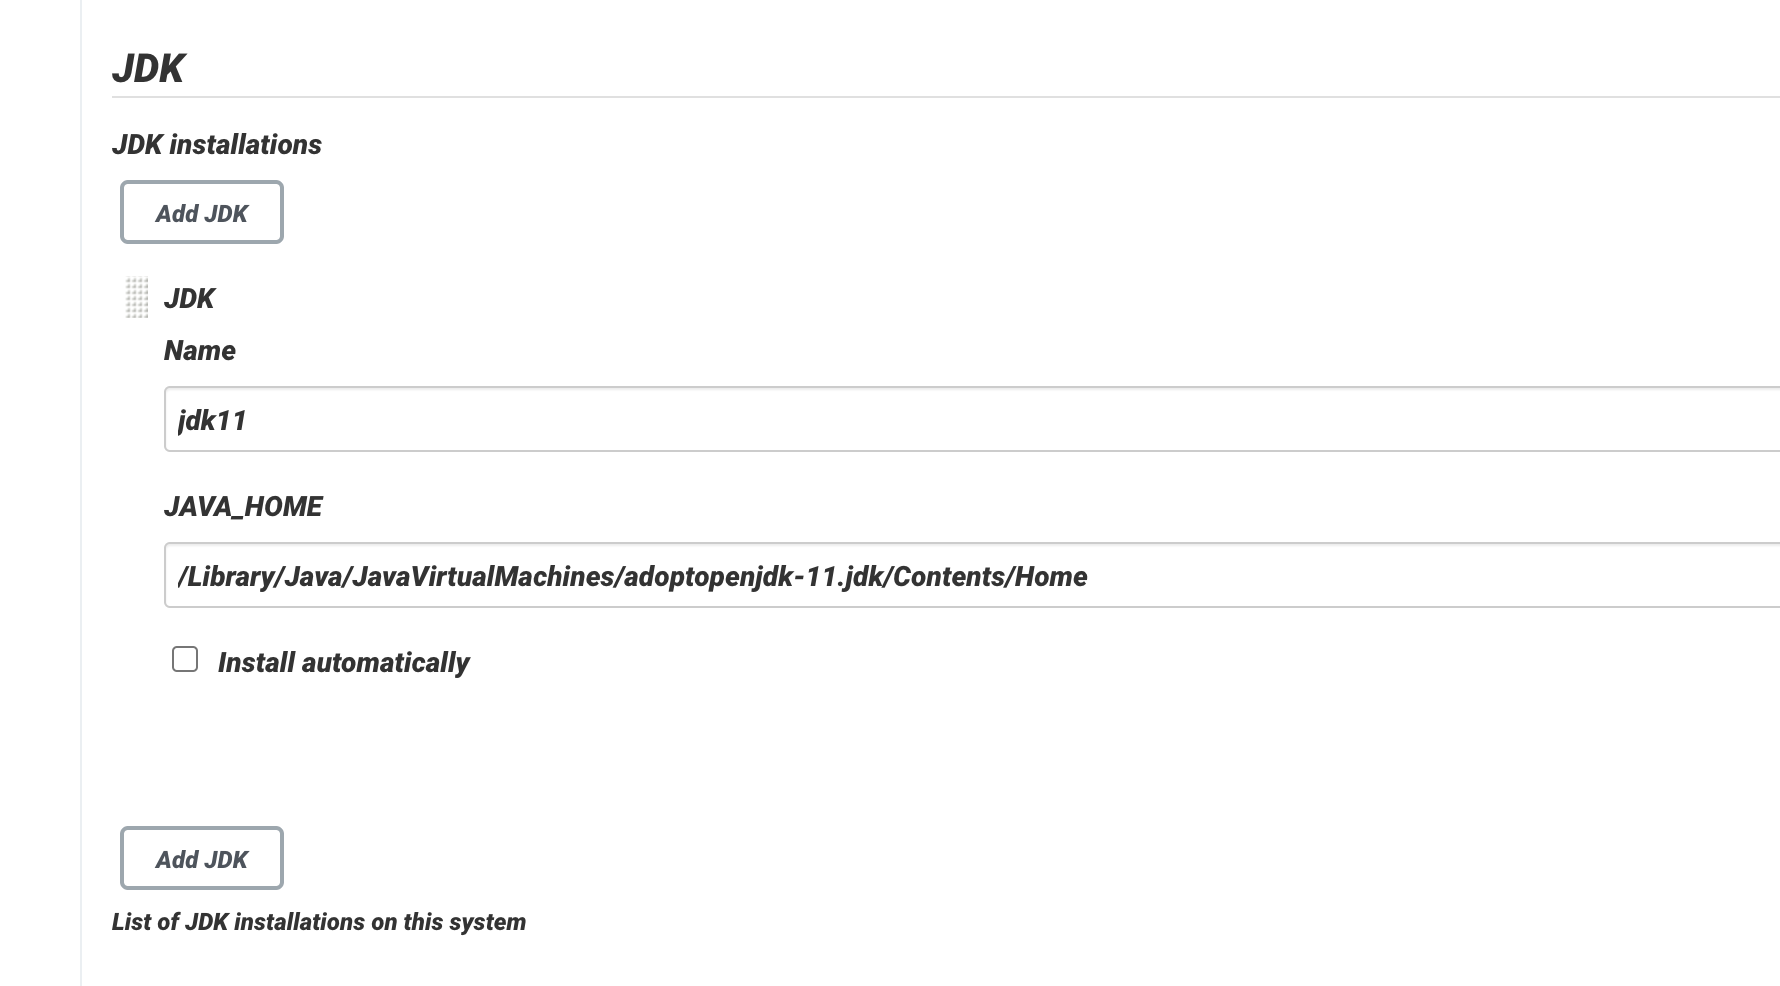 JDK
JDK installations
Add JDK
JDK
Name
jdk11
JAVA_HOME
/Library/Java/JavaVirtualMachines/adoptopenjdk-11.jdk/Contents/Home
Install automatically
Add JDK
List of JDK installations on this system